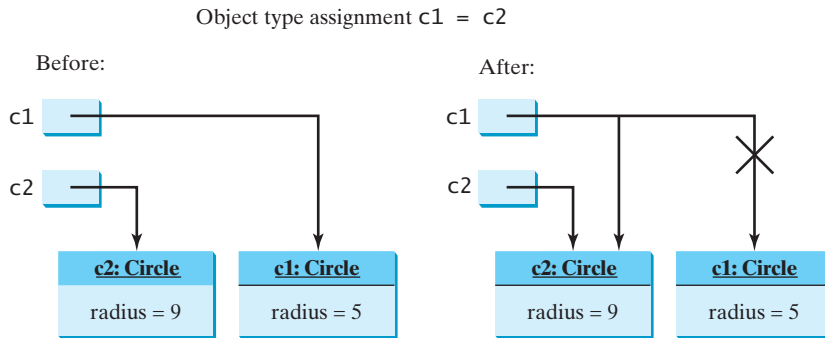 Object type assignment c1 = c2
Before:
After:
c1
c2
c1
c2
c2: Circle
radius = 9
c1: Circle
radius = 5
c2: Circle
radius = 9
c1: Circle
radius = 5